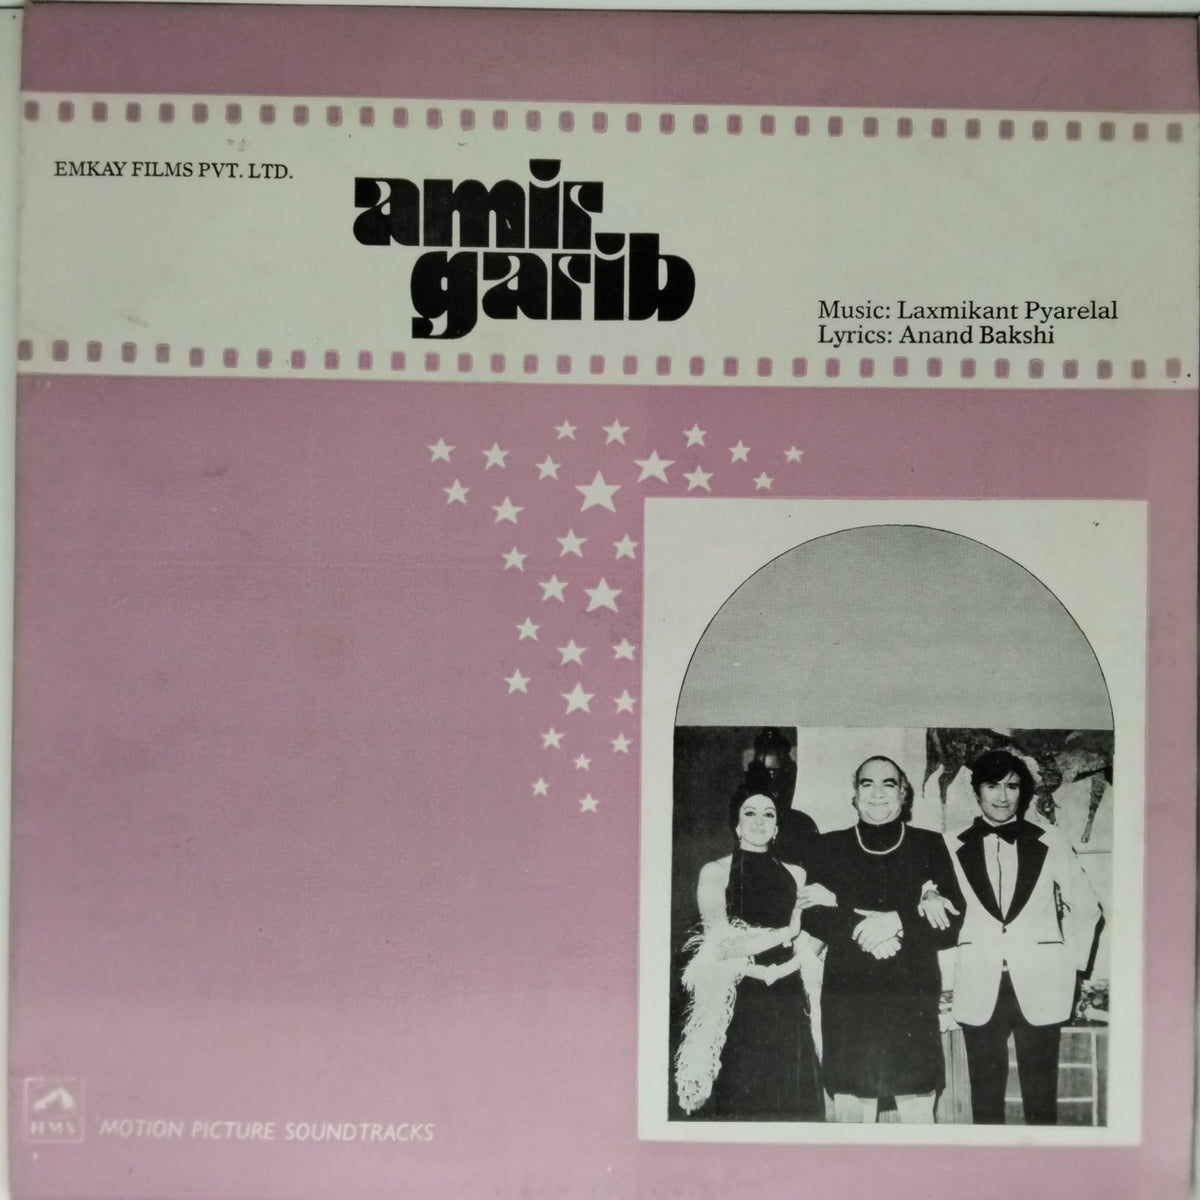 EMKAY FILMS PVT. LTD.
amir
garib
Music: Laxmikant Pyarelal
Lyrics: Anand Bakshi
HMV
MOTION PICTURE SOUNDTRACKS